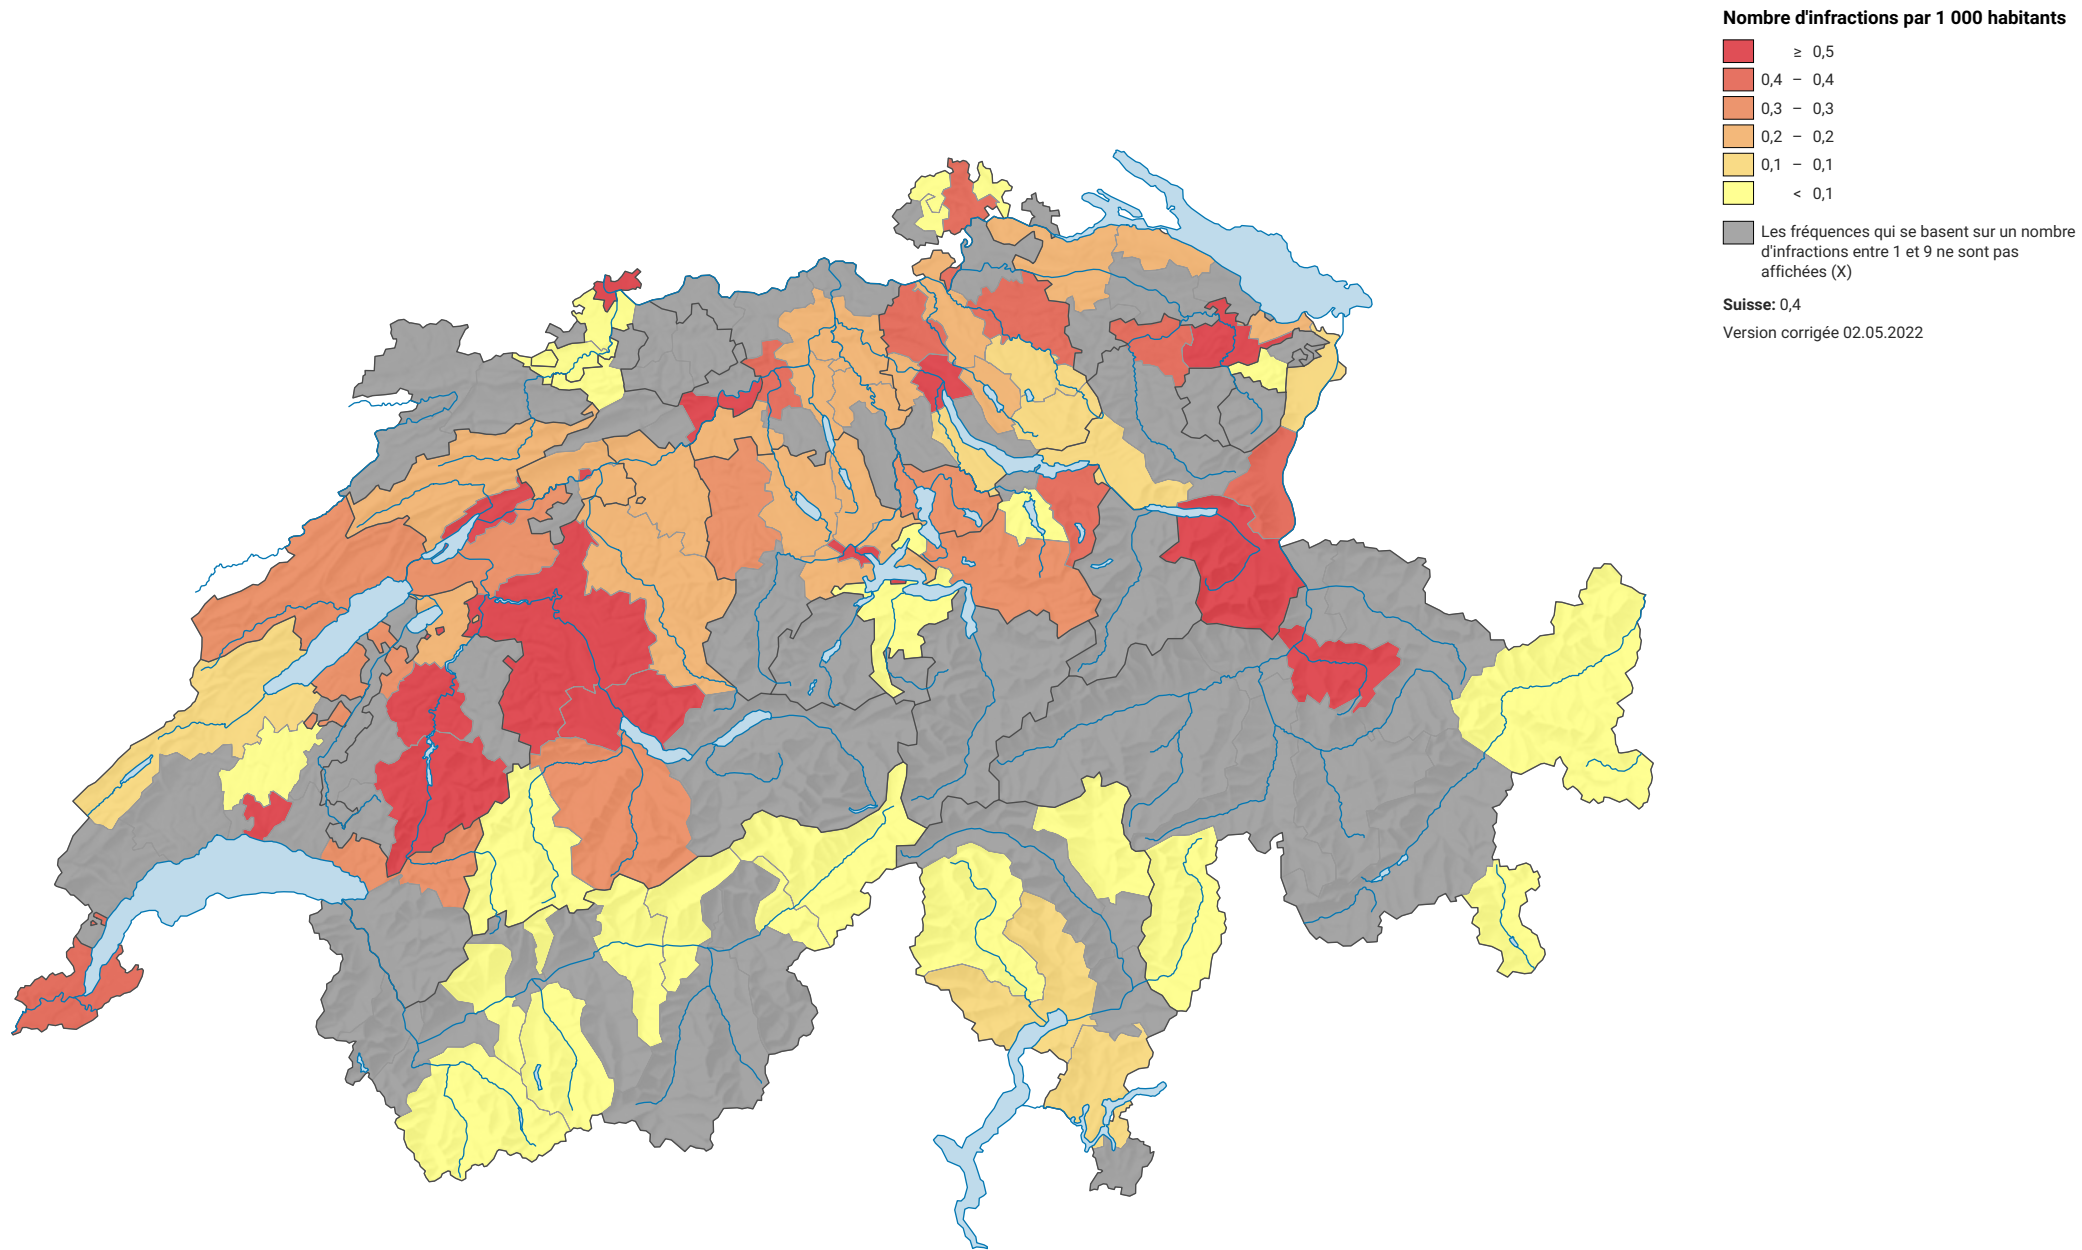 Nombre d'infractions par 1 000 habitants
≥ 0,5
0,4 – 0,4
0,3 – 0,3
0,2 – 0,2
0,1 – 0,1
< 0,1
Les fréquences qui se basent sur un nombre
d'infractions entre 1 et 9 ne sont pas
affichées (X)
Suisse: 0,4
Version corrigée 02.05.2022